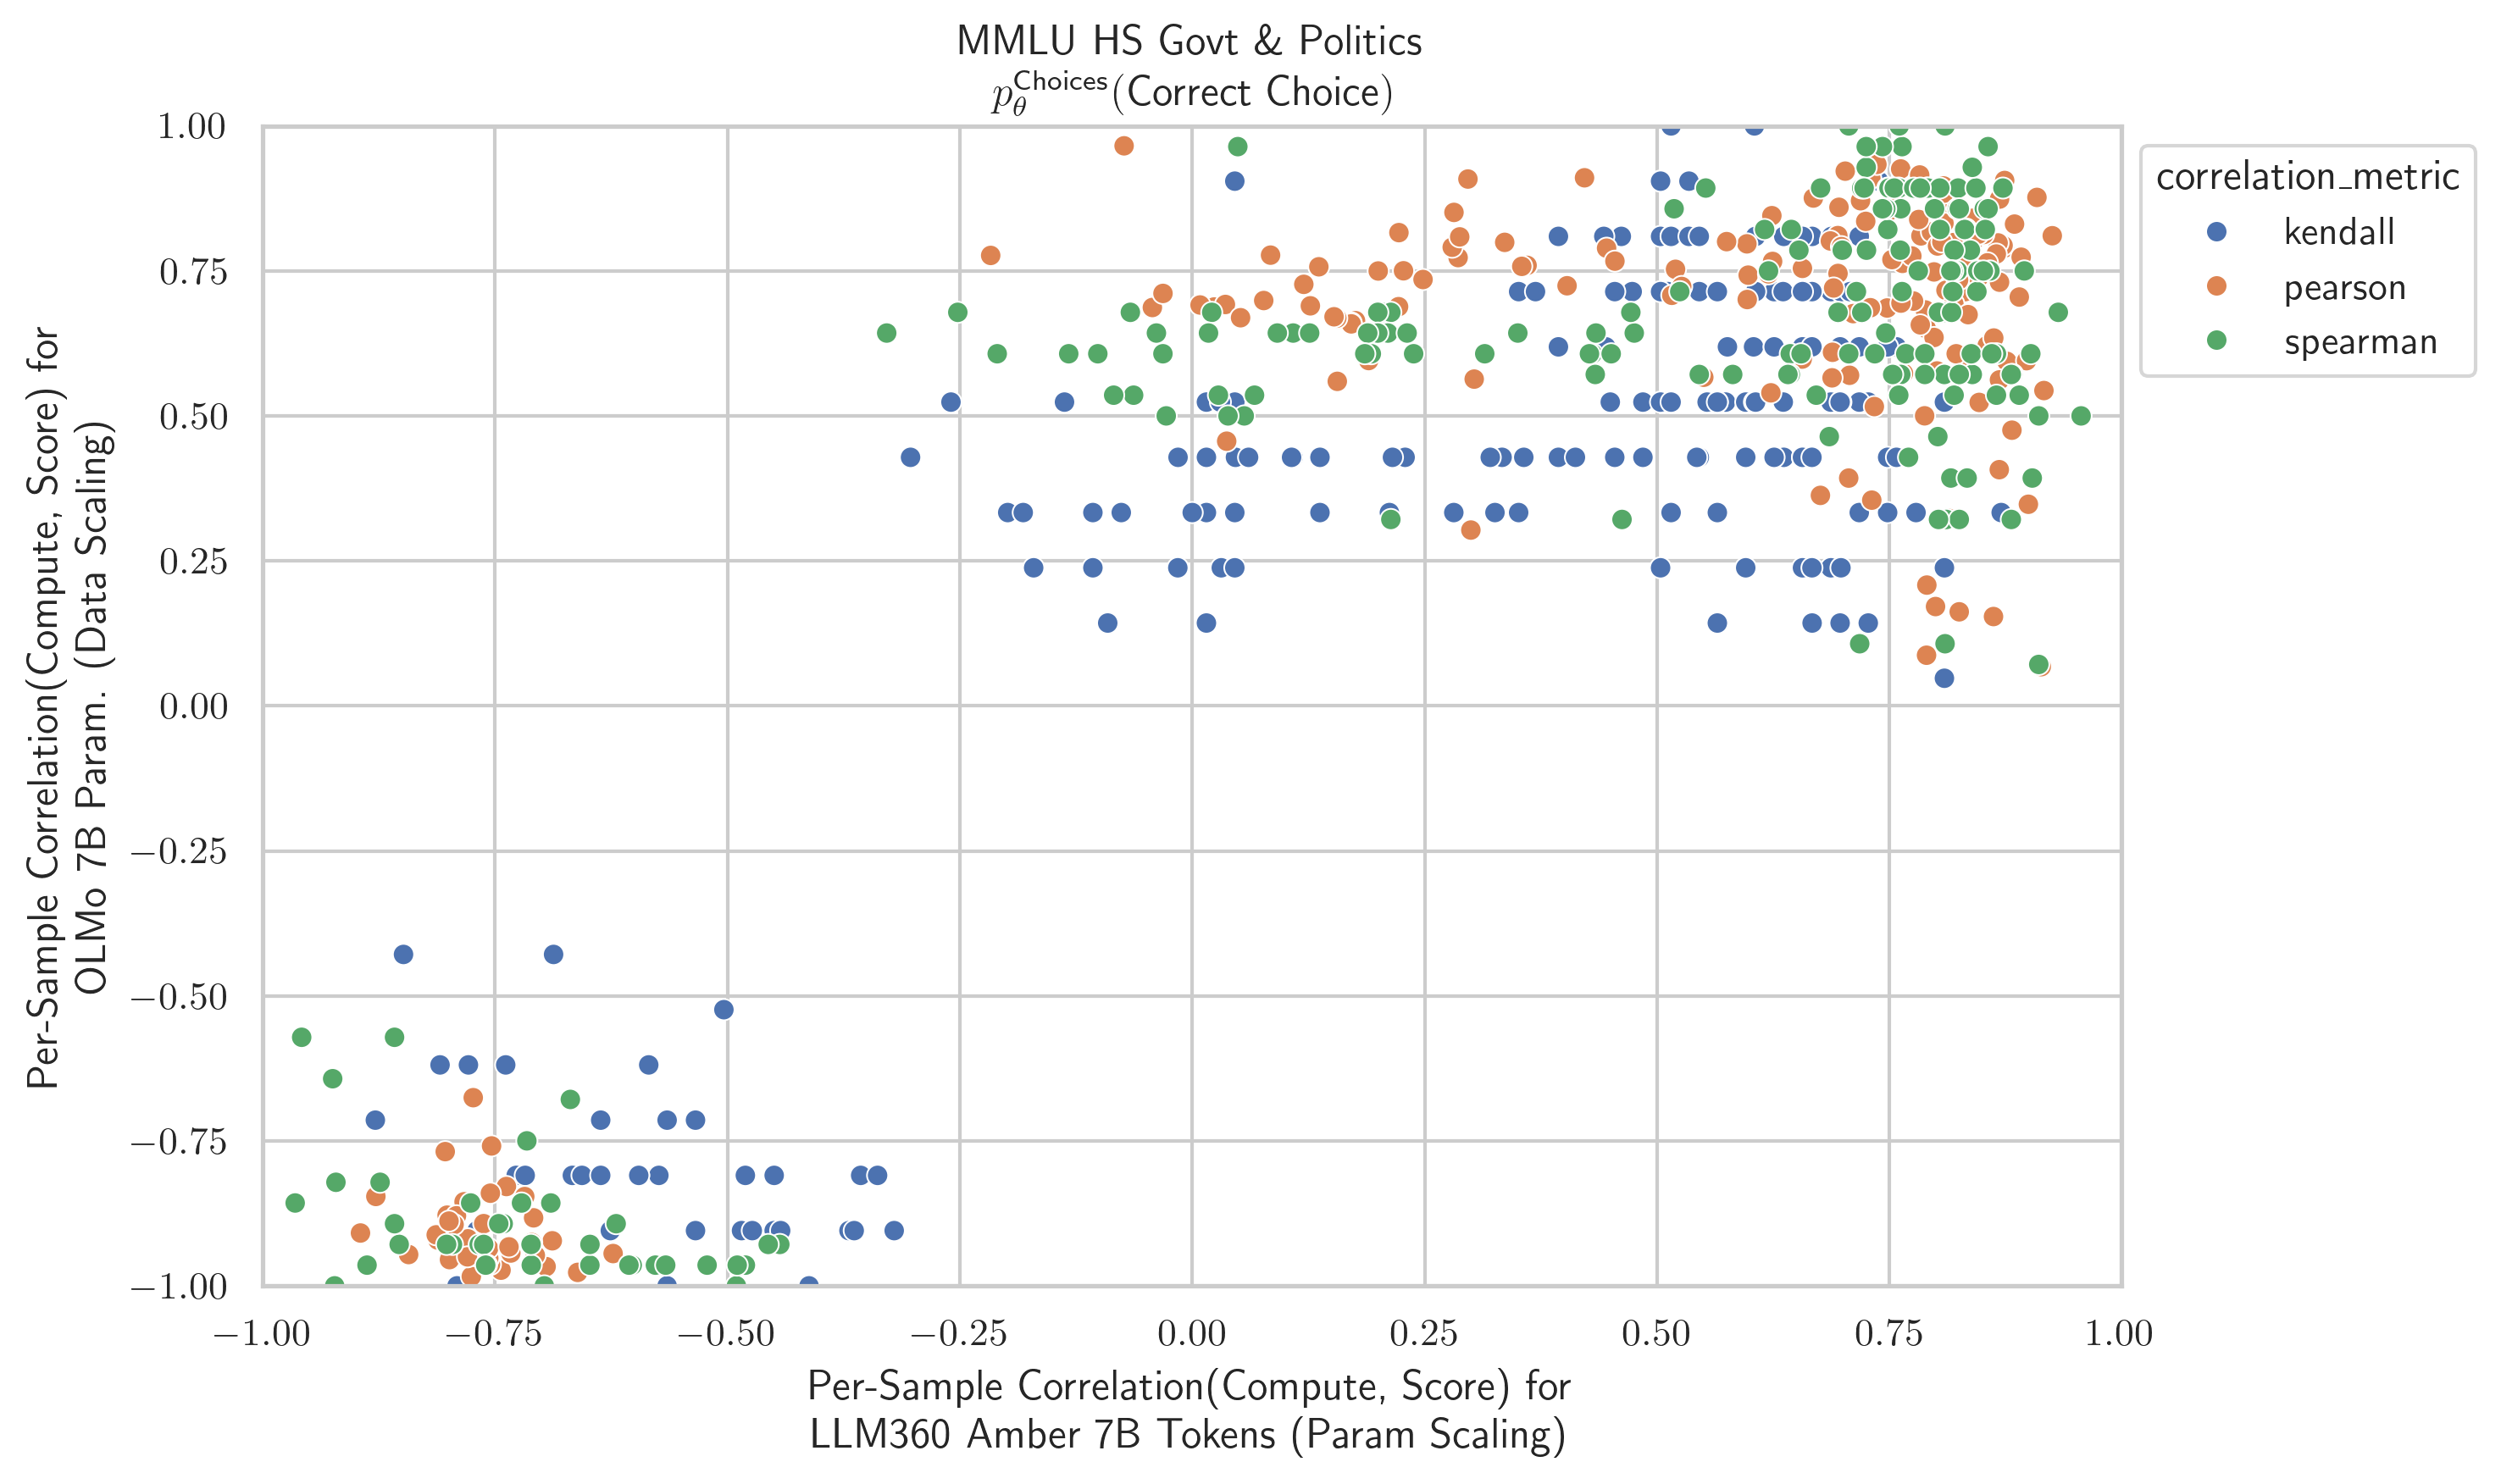 MMLU HS Govt & Politics
p_θ^Choices(Correct Choice)
1.00
0.75
0.50
0.25
0.00
−0.25
−0.50
−0.75
−1.00
Per-Sample Correlation(Compute, Score) for
OLMo 7B Param. (Data Scaling)
−1.00 −0.75 −0.50 −0.25 0.00 0.25 0.50 0.75 1.00
Per-Sample Correlation(Compute, Score) for
LLM360 Amber 7B Tokens (Param Scaling)
correlation_metric
kendall
pearson
spearman